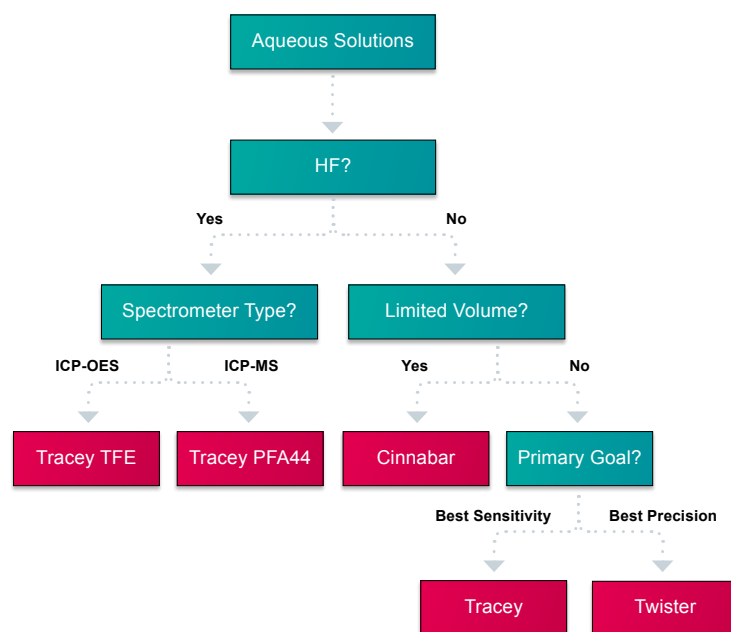 Aqueous Solutions
HF?
Yes
No
Spectrometer Type?
Limited Volume?
ICP-OES
ICP-MS
Yes
No
Tracey TFE
Tracey PFA44
Cinnabar
Primary Goal?
Best Sensitivity
Best Precision
Tracey
Twister